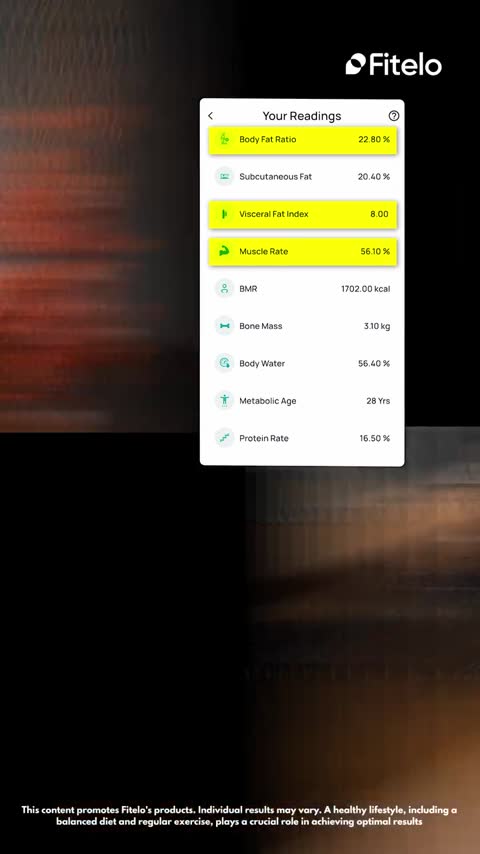 Fitelo
Your Readings
Body Fat Ratio 22.80 %
Subcutaneous Fat 20.40 %
Visceral Fat Index 8.00
Muscle Rate 56.10 %
BMR 1702.00 kcal
Bone Mass 3.10 kg
Body Water 56.40 %
Metabolic Age 28 Yrs
Protein Rate 16.50 %
This content promotes Fitelo's products. Individual results may vary. A healthy lifestyle, including a
balanced diet and regular exercise, plays a crucial role in achieving optimal results